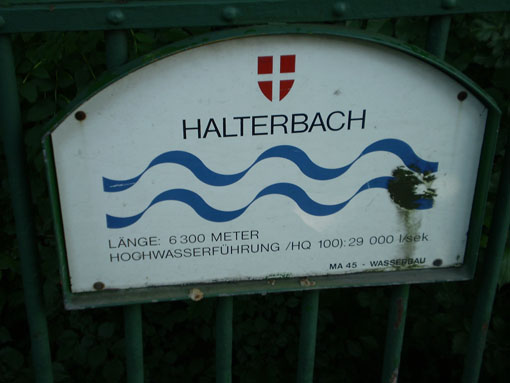 HALTERBACH
LÄNGE: 6300 METER
HOCHWASSERFÜHRUNG /HQ 100): 29 000 l/sek
MA 45 - WASSERBAU